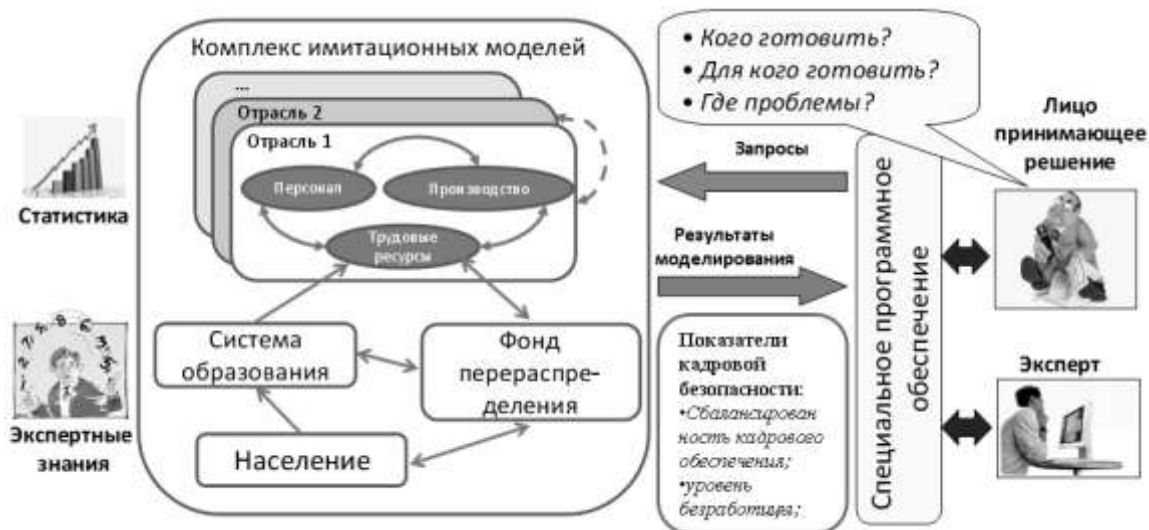 Комплекс имитационных моделей
...
Отрасль 2
Отрасль 1
Персонал
Производство
Трудовые
ресурсы
Система
образования
Фонд
перераспре-
деления
Население
Статистика
Экспертные
знания
• Кого готовить?
• Для кого готовить?
• Где проблемы?
Запросы
Результаты
моделирования
Показатели
кадровой
безопасности:
•Сбалансирован
ность кадрового
обеспечения;
•уровень
безработицы;
Специальное программное
обеспечение
Лицо
принимающее
решение
Эксперт